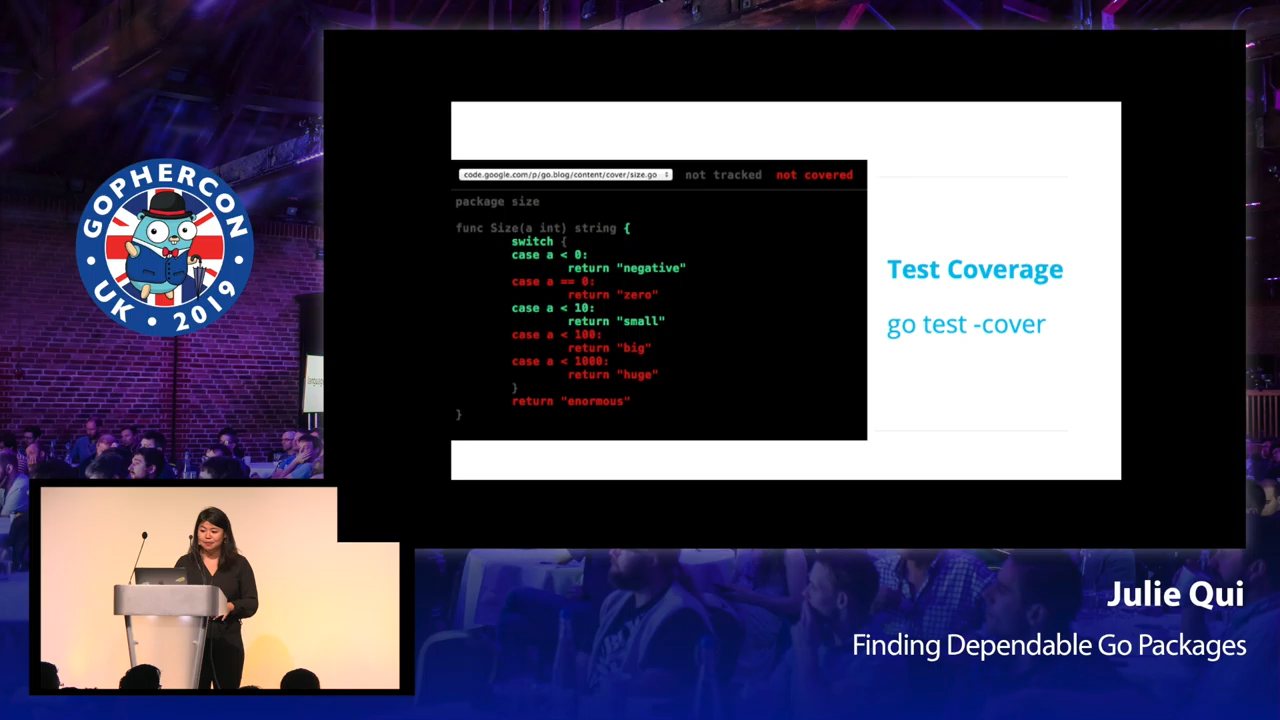 GOPHERCON
UK • 2019
code.google.com/p/go.blog/content/cover/size.go
not tracked not covered
package size
func Size(a int) string {
switch {
case a < 0:
return "negative"
case a == 0:
return "zero"
case a < 10:
return "small"
case a < 100:
return "big"
case a < 1000:
return "huge"
}
return "enormous"
}
Test Coverage
go test -cover
Julie Qui
Finding Dependable Go Packages